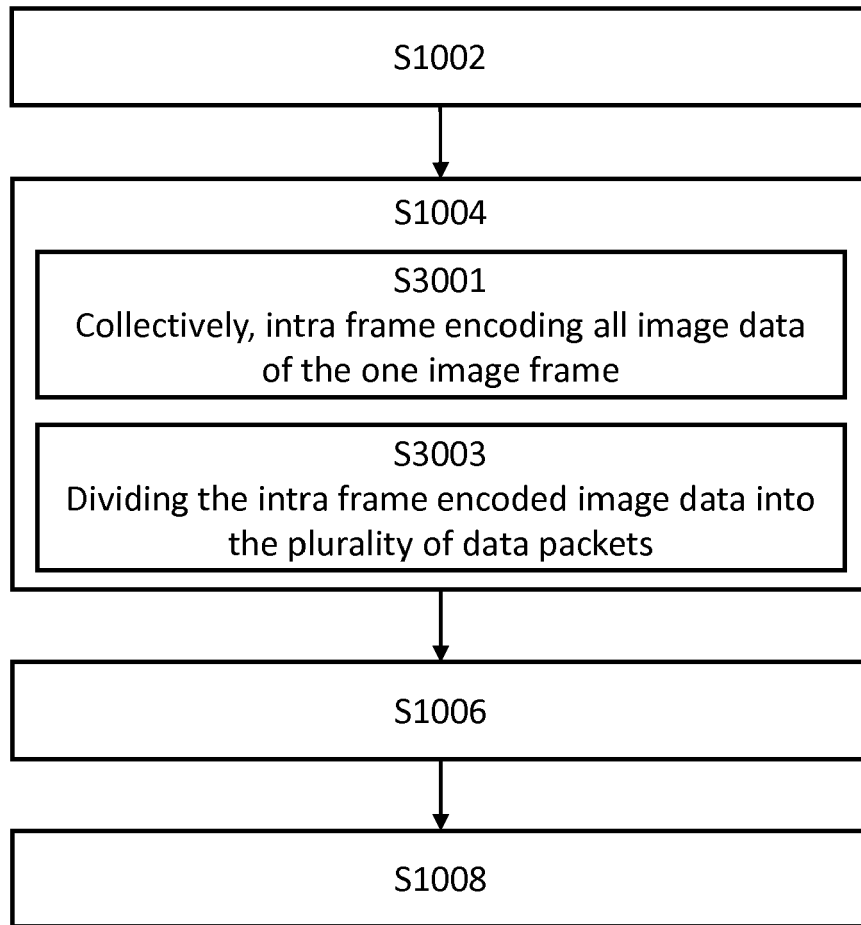 S1002
S1004
S3001
Collectively, intra frame encoding all image data
of the one image frame
S3003
Dividing the intra frame encoded image data into
the plurality of data packets
S1006
S1008